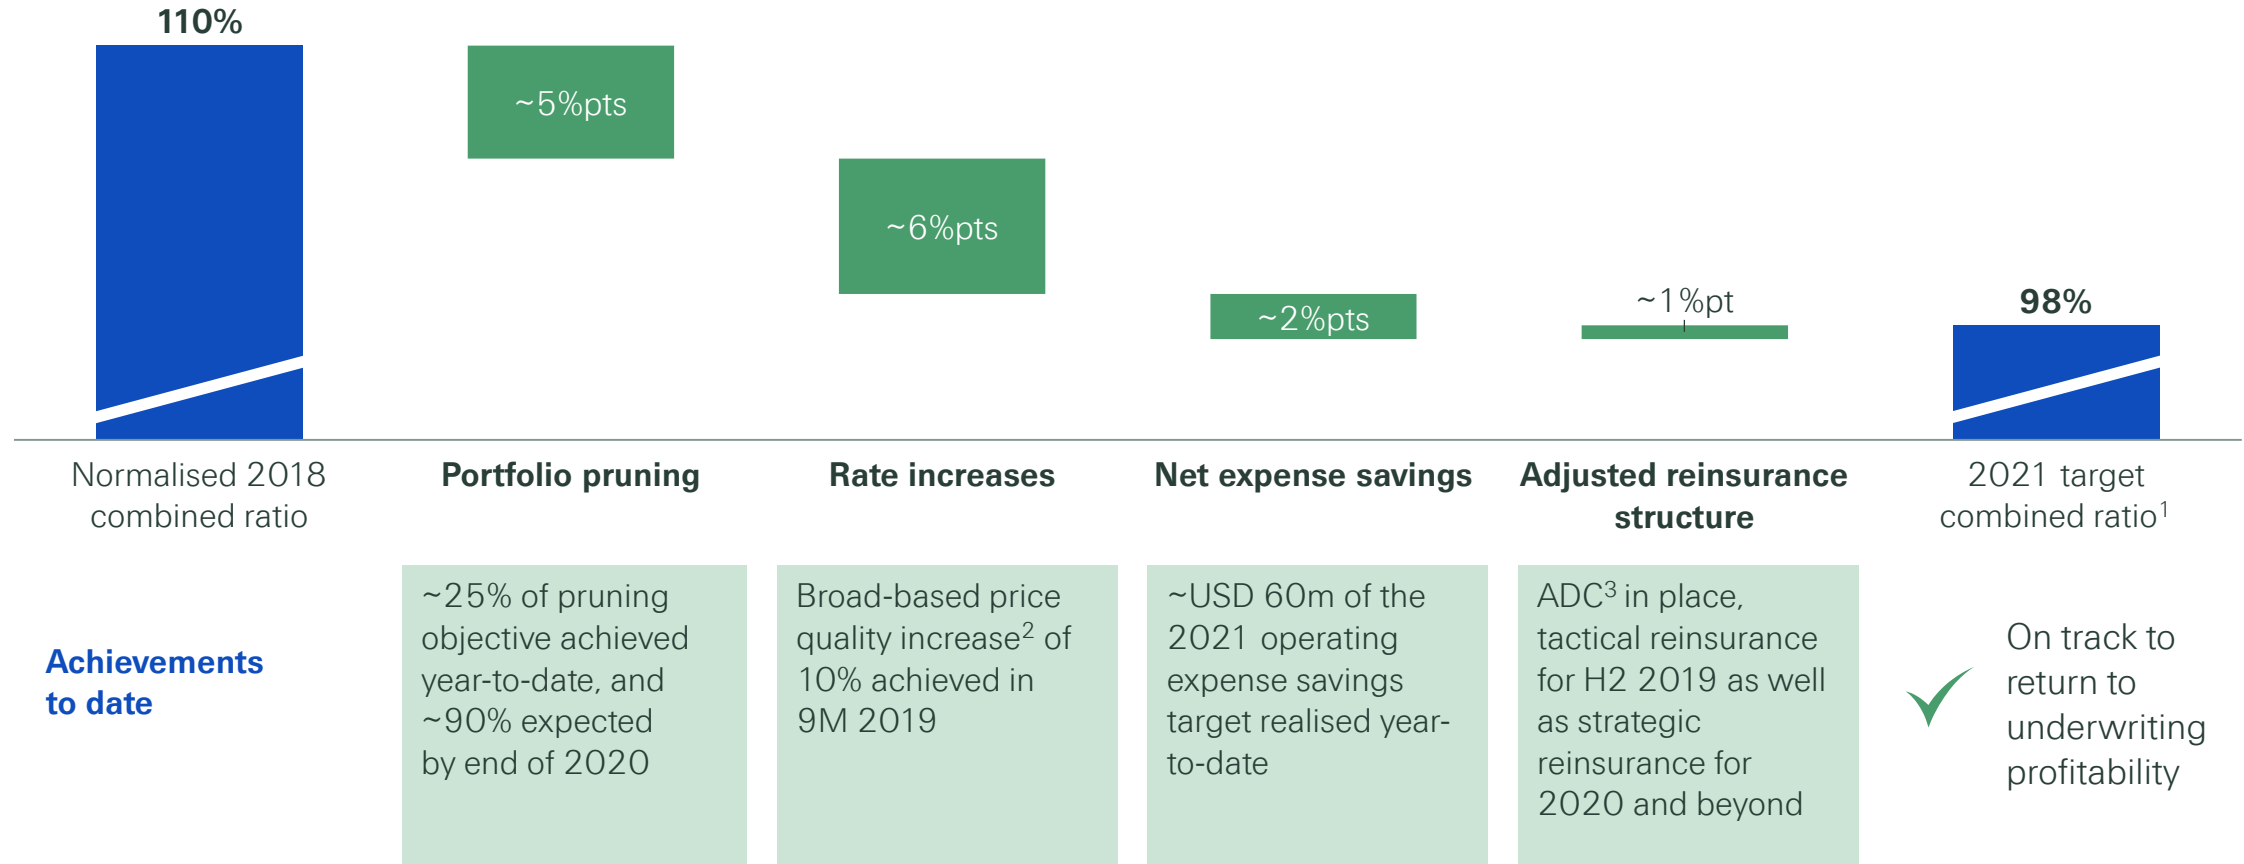 110%
~5%pts
~6%pts
~2%pts
~1%pt
98%
Normalised 2018
combined ratio
Portfolio pruning
Rate increases
Net expense savings
Adjusted reinsurance
structure
2021 target
combined ratio¹
Achievements
to date
~25% of pruning
objective achieved
year-to-date, and
~90% expected
by end of 2020
Broad-based price
quality increase² of
10% achieved in
9M 2019
~USD 60m of the
2021 operating
expense savings
target realised year-
to-date
ADC³ in place,
tactical reinsurance
for H2 2019 as well
as strategic
reinsurance for
2020 and beyond
On track to
return to
underwriting
profitability